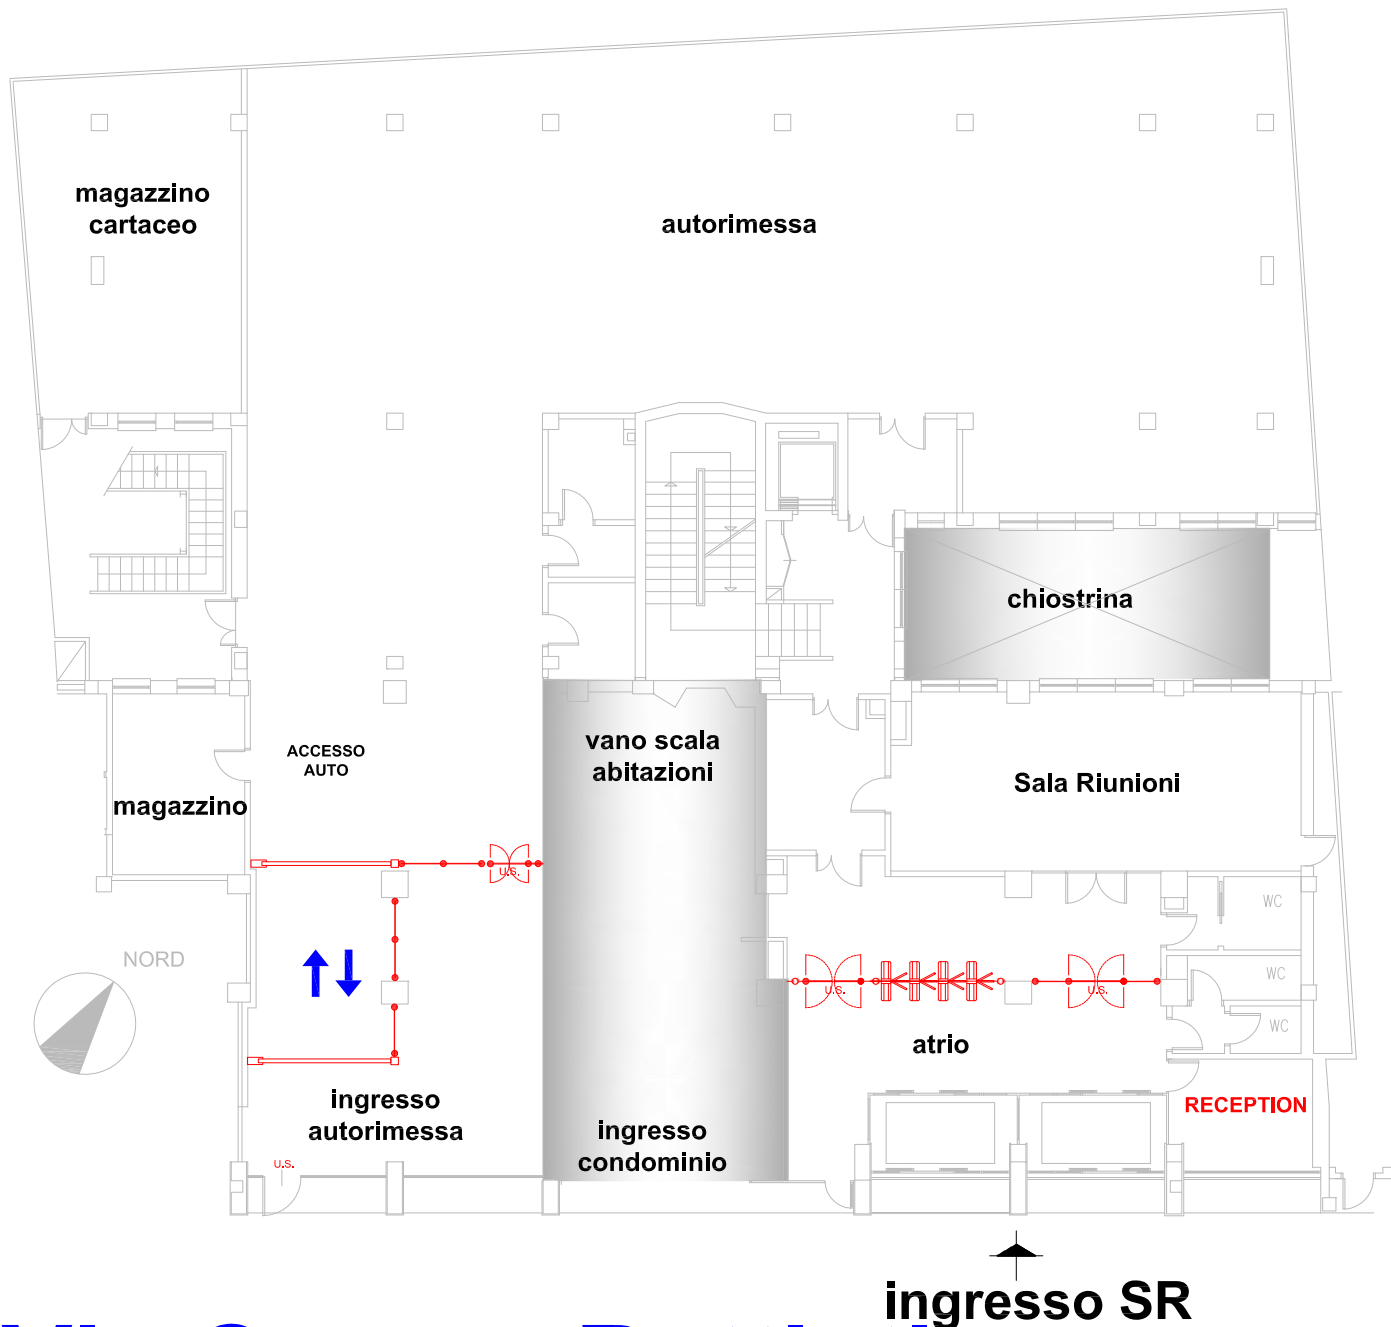 magazzino
cartaceo
autorimessa
chiostrina
vano scala
abitazioni
ACCESSO
AUTO
Sala Riunioni
magazzino
U.S.
WC
NORD
WC
U.S.
U.S.
WC
atrio
ingresso
autorimessa
RECEPTION
ingresso
condominio
U.S.
ingresso SR